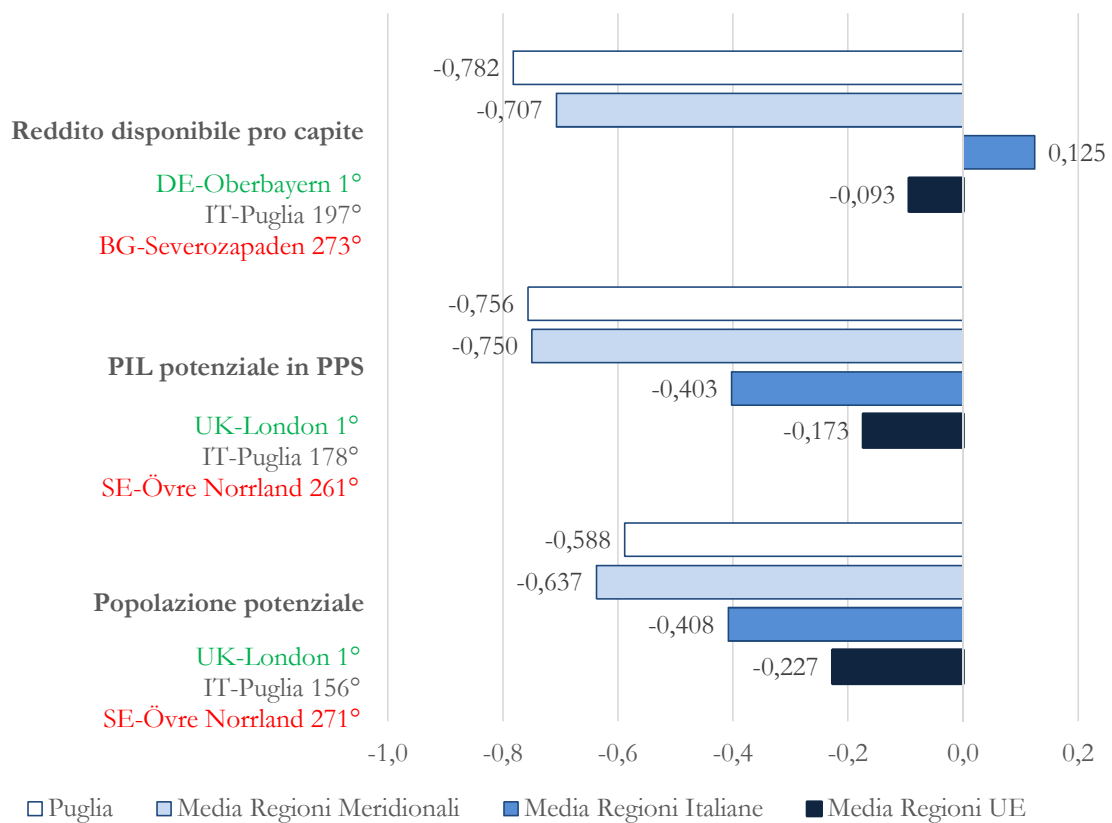 -0,782
-0,707
Reddito disponibile pro capite
0,125
DE-Oberbayern 1°
-0,093
IT-Puglia 197°
BG-Severozapaden 273°
-0,756
-0,750
PIL potenziale in PPS
-0,403
UK-London 1°
-0,173
IT-Puglia 178°
SE-Övre Norrland 261°
-0,588
-0,637
Popolazione potenziale
-0,408
UK-London 1°
-0,227
IT-Puglia 156°
SE-Övre Norrland 271°
-1,0 -0,8 -0,6 -0,4 -0,2 0,0 0,2
Puglia Media Regioni Meridionali Media Regioni Italiane Media Regioni UE